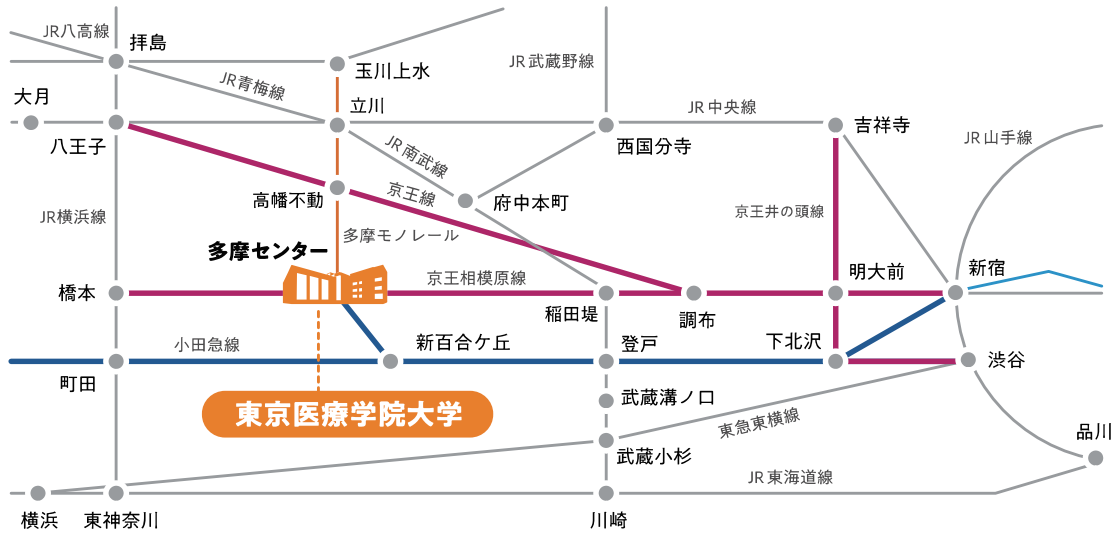 JR八高線
拝島
玉川上水
JR武蔵野線
JR青梅線
大月
立川
JR中央線
八王子
西国分寺
吉祥寺
JR山手線
JR南武線
高幡不動
京王線
府中本町
JR横浜線
京王井の頭線
多摩モノレール
多摩センター
京王相模原線
明大前
新宿
橋本
稲田堤
調布
小田急線
新百合ケ丘
登戸
下北沢
渋谷
町田
武蔵溝ノ口
東京医療学院大学
東急東横線
品川
武蔵小杉
JR東海道線
横浜
東神奈川
川崎